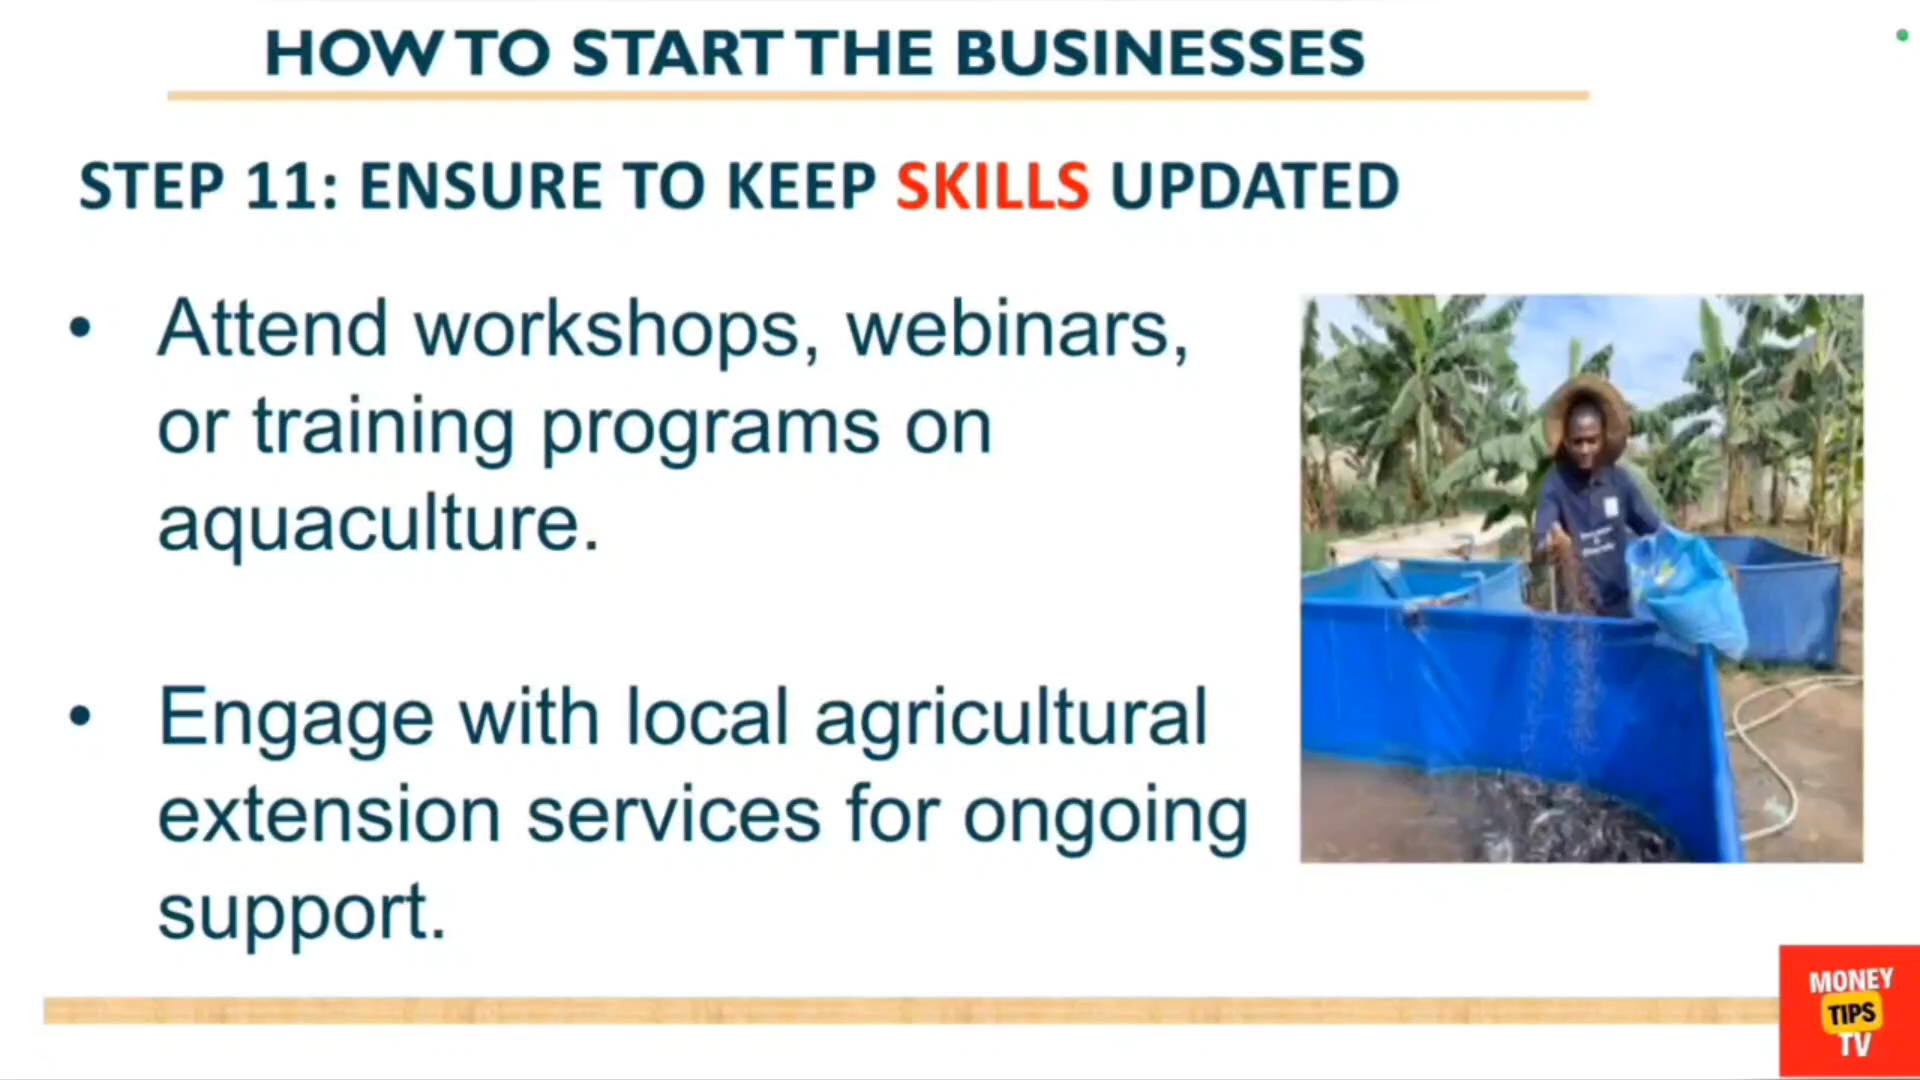 HOW TO START THE BUSINESSES
STEP 11: ENSURE TO KEEP SKILLS UPDATED
• Attend workshops, webinars,
or training programs on
aquaculture.
• Engage with local agricultural
extension services for ongoing
support.
MONEY
TIPS
TV